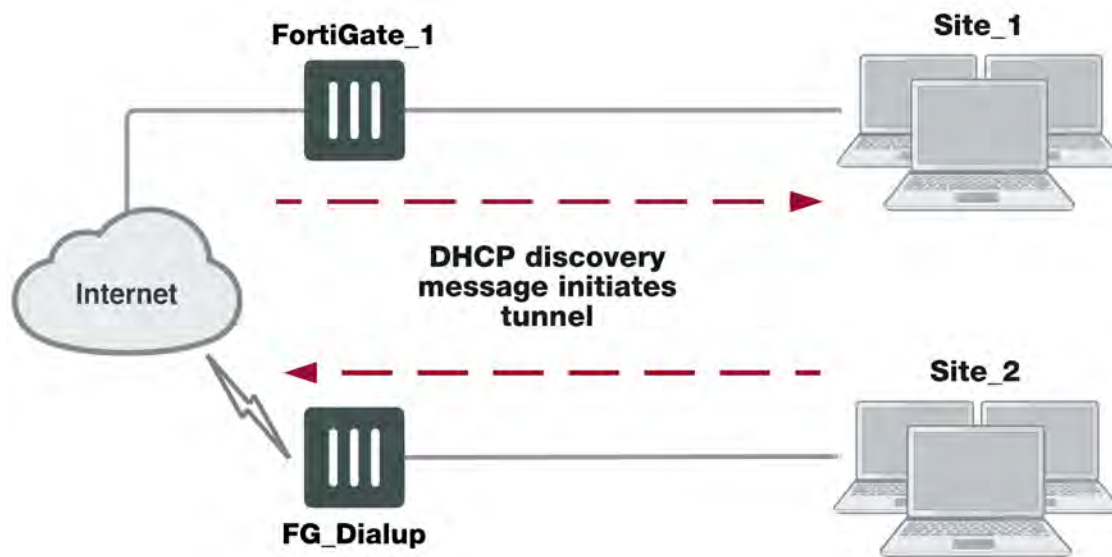 FortiGate_1
Site_1
Internet
DHCP discovery
message initiates
tunnel
Site_2
FG_Dialup